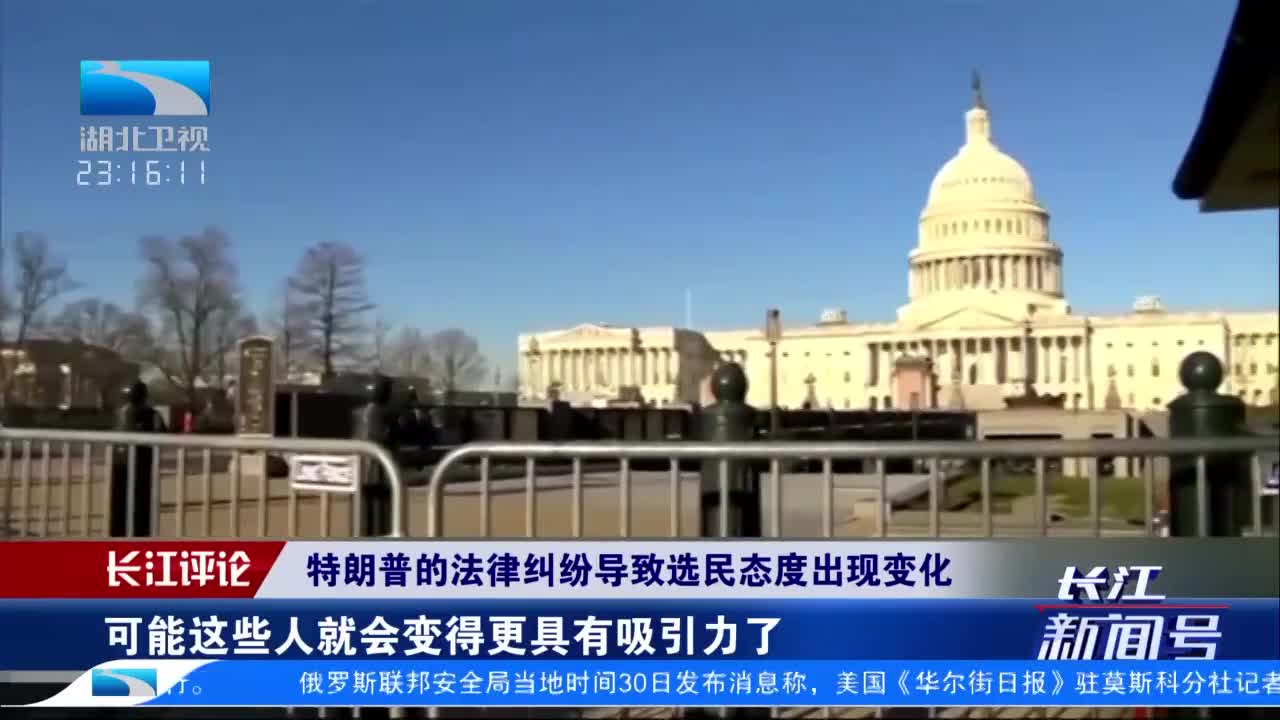 湖北卫视
23:16:11
长江评论
特朗普的法律纠纷导致选民态度出现变化
可能这些人就会变得更具有吸引力了
长江
新闻号
行。 俄罗斯联邦安全局当地时间30日发布消息称，美国《华尔街日报》驻莫斯科分社记者